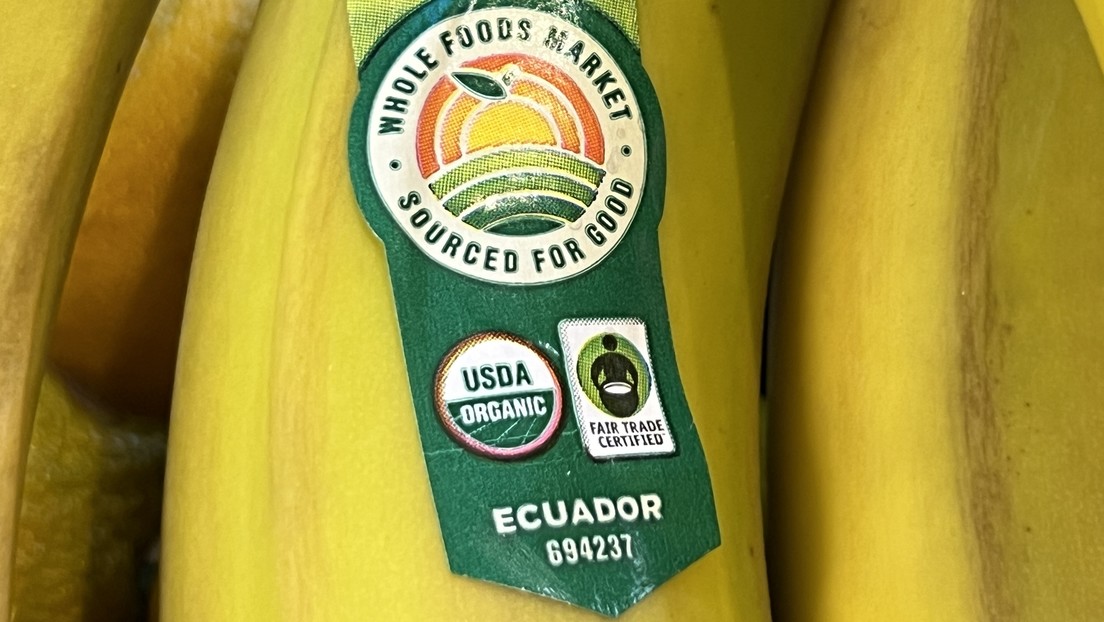 WHOLE FOODS MARKET
SOURCED FOR GOOD
USDA
ORGANIC
FAIR TRADE
CERTIFIED
ECUADOR
694237